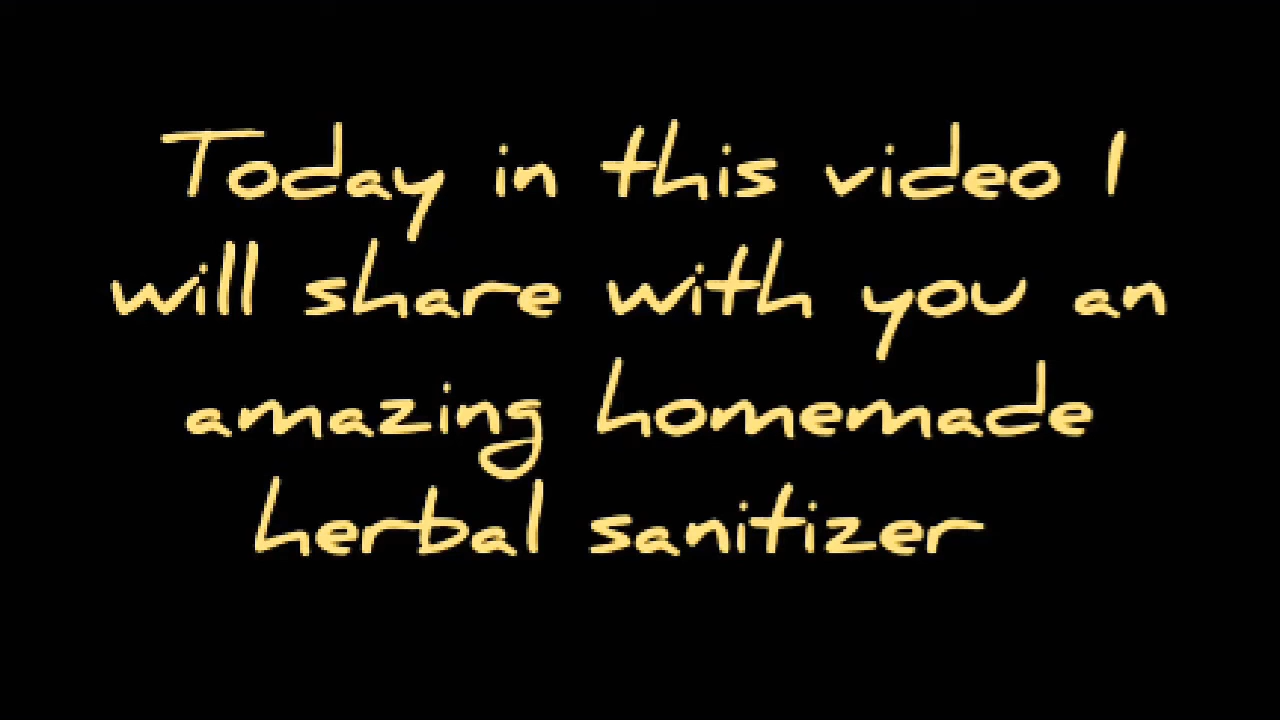 Today in this video I
will share with you an
amazing homemade
herbal sanitizer